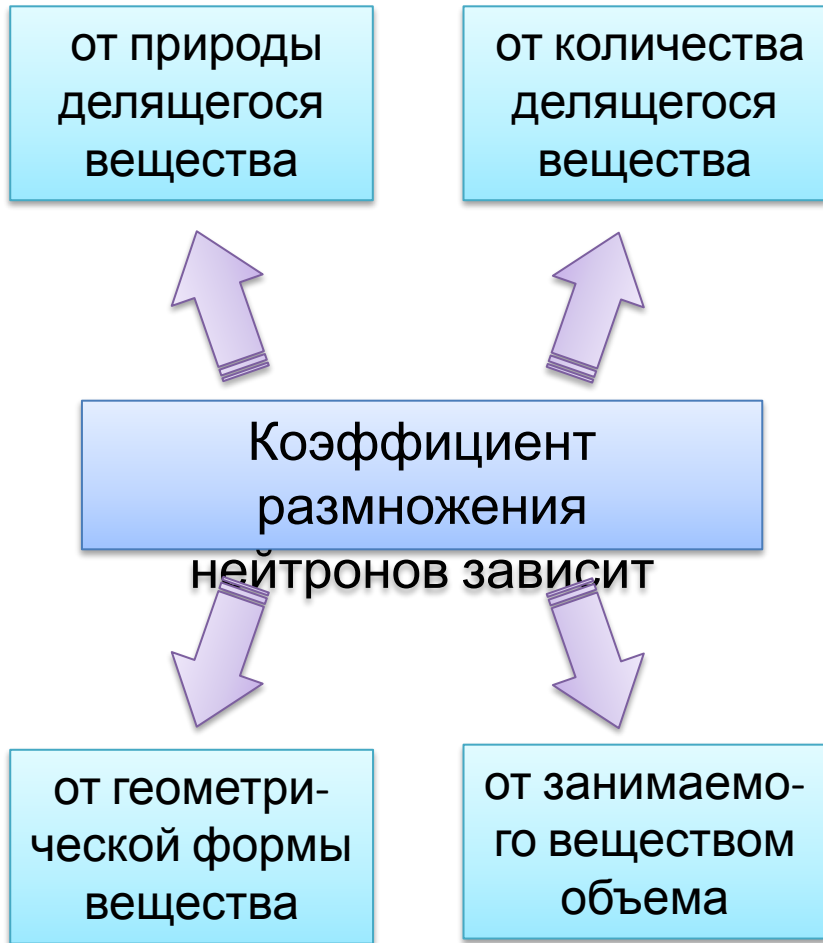 от природы
делящегося
вещества
от количества
делящегося
вещества
Коэффициент
размножения
нейтронов зависит
от геометри-
ческой формы
вещества
от занимаемо-
го веществом
объема